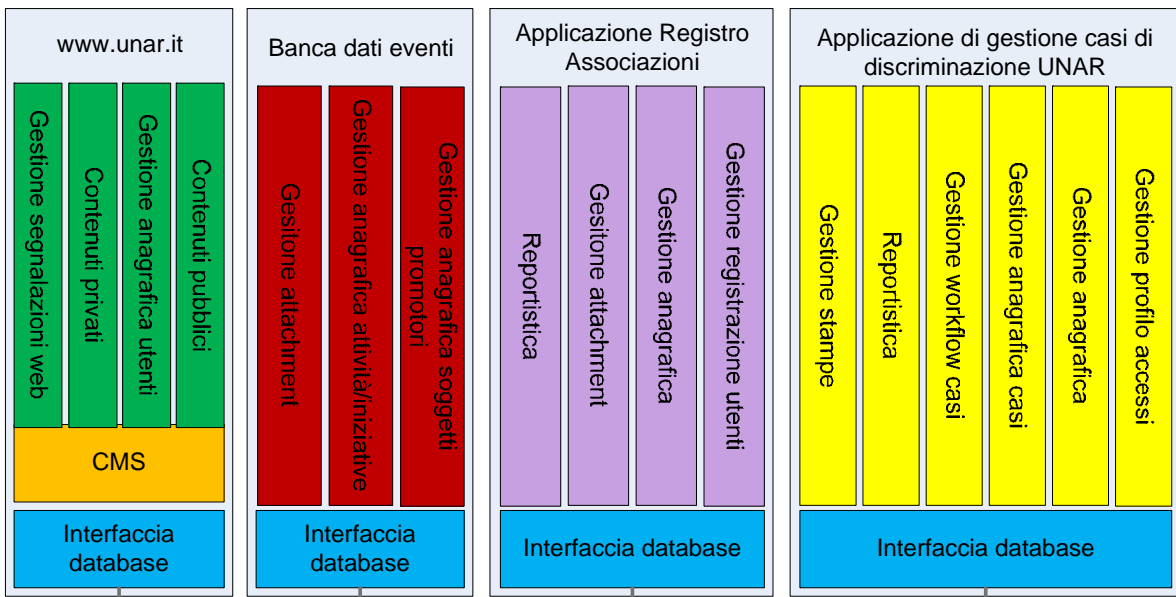 www.unar.it
Gestione segnalazioni web
Contenuti privati
Gestione anagrafica utenti
Contenuti pubblici
CMS
Interfaccia
database
Banca dati eventi
Gesitone attachment
Gestione anagrafica attività/iniziative
Gestione anagrafica soggetti
promotori
Interfaccia
database
Applicazione Registro
Associazioni
Reportistica
Gesitone attachment
Gestione anagrafica
Gestione registrazione utenti
Interfaccia database
Applicazione di gestione casi di
discriminazione UNAR
Gestione stampe
Reportistica
Gestione workflow casi
Gestione anagrafica casi
Gestione anagrafica
Gestione profilo accessi
Interfaccia database